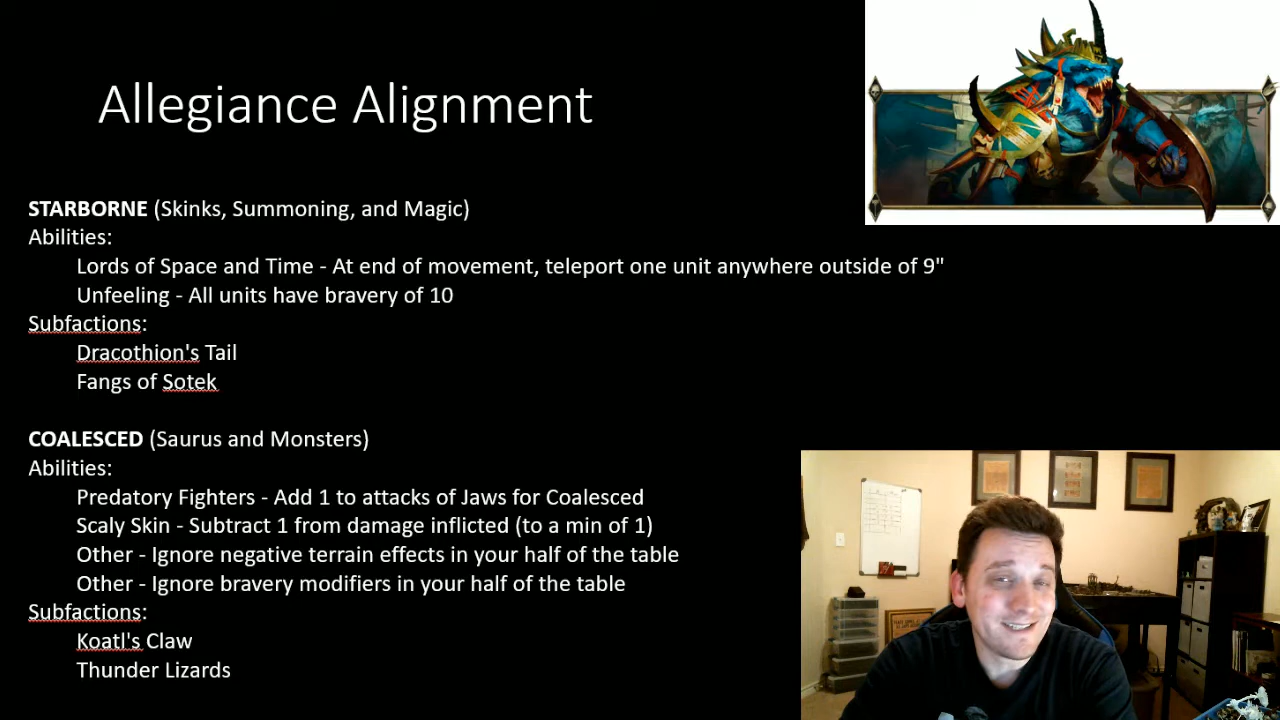 Allegiance Alignment
STARBORNE (Skinks, Summoning, and Magic)
Abilities:
Lords of Space and Time - At end of movement, teleport one unit anywhere outside of 9"
Unfeeling - All units have bravery of 10
Subfactions:
Dracothion's Tail
Fangs of Sotek
COALESCED (Saurus and Monsters)
Abilities:
Predatory Fighters - Add 1 to attacks of Jaws for Coalesced
Scaly Skin - Subtract 1 from damage inflicted (to a min of 1)
Other - Ignore negative terrain effects in your half of the table
Other - Ignore bravery modifiers in your half of the table
Subfactions:
Koatl's Claw
Thunder Lizards